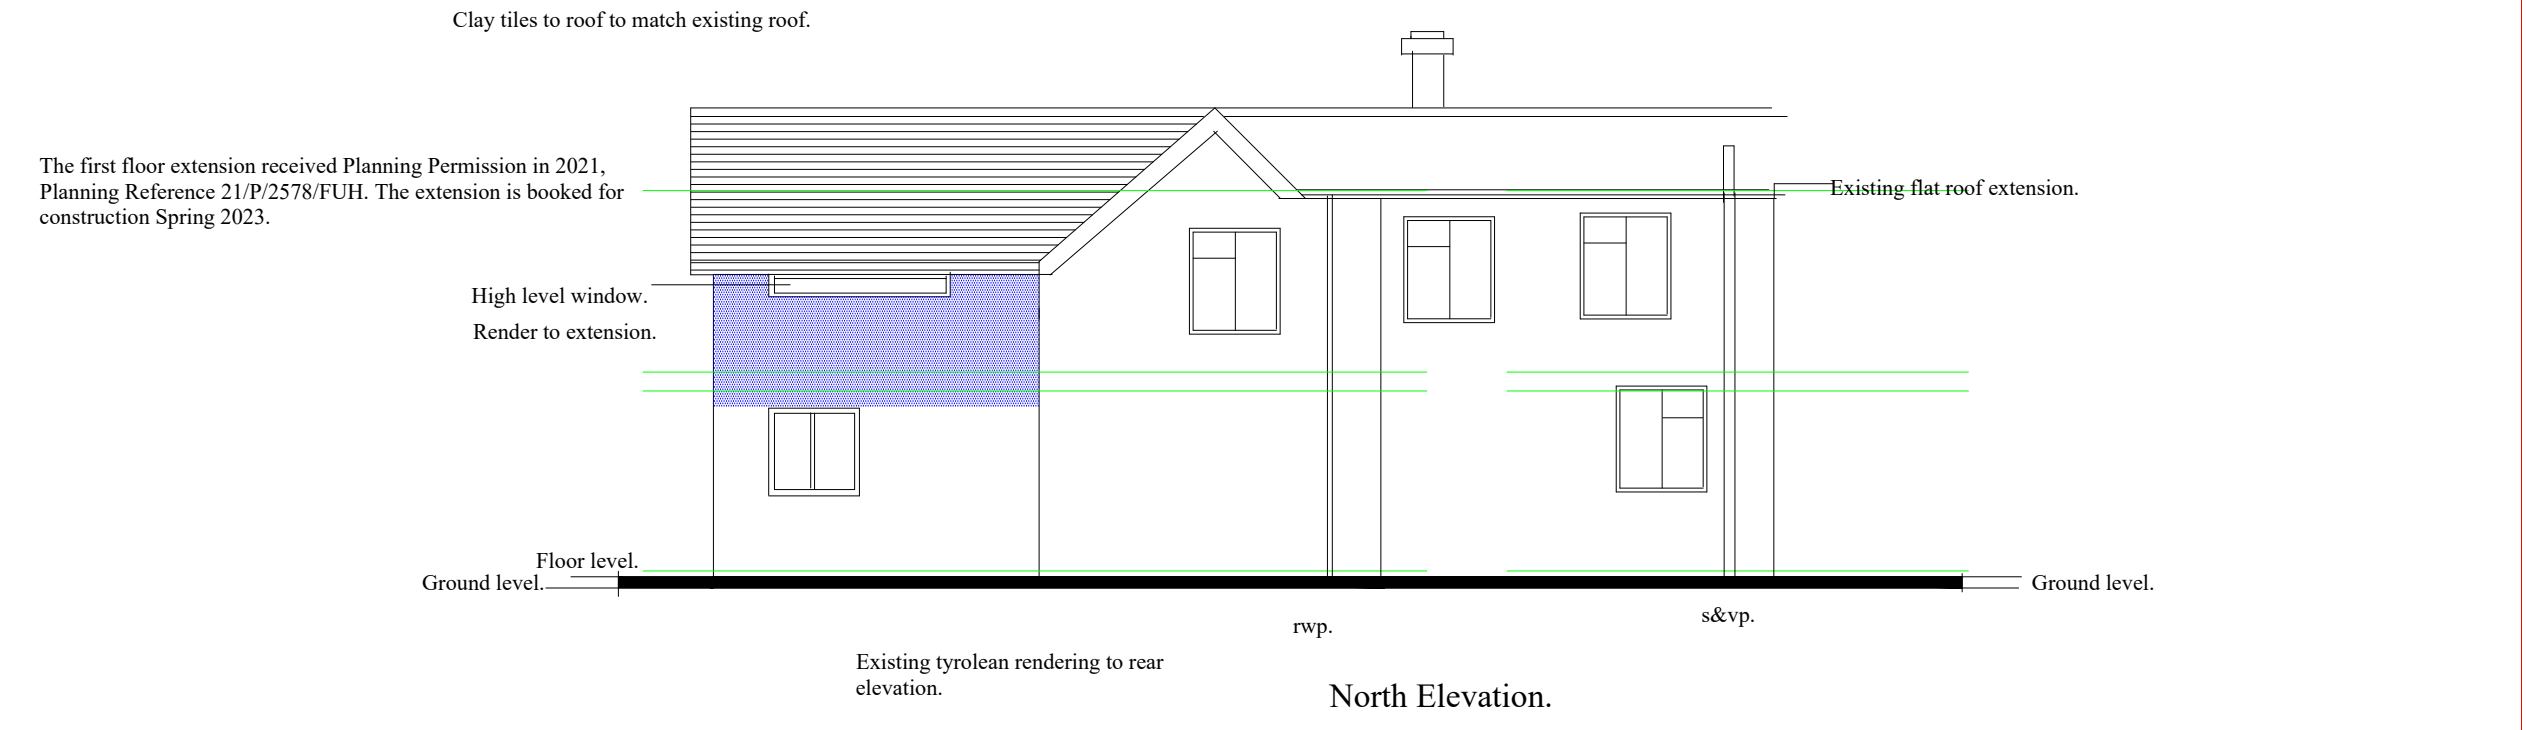 Clay tiles to roof to match existing roof.
The first floor extension received Planning Permission in 2021,
Planning Reference 21/P/2578/FUH. The extension is booked for
construction Spring 2023.
Existing flat roof extension.
High level window.
Render to extension.
Floor level.
Ground level.
Ground level.
rwp.
s&vp.
Existing tyrolean rendering to rear
elevation.
North Elevation.